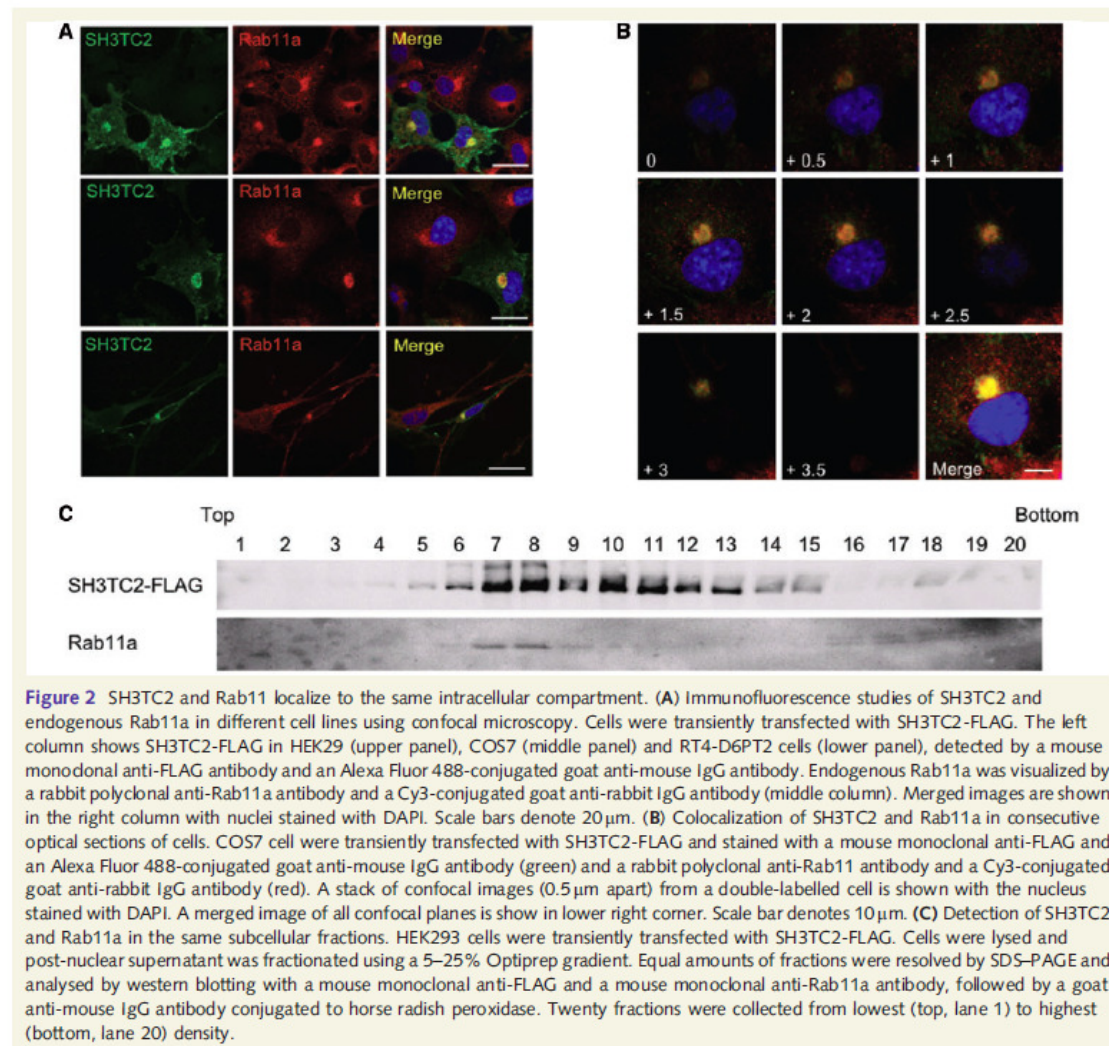 A
B
SH3TC2 Rab11a Merge
0 + 0.5 + 1
SH3TC2 Rab11a Merge
+ 1.5 + 2 + 2.5
SH3TC2 Rab11a Merge
+ 3 + 3.5 Merge
C
Top Bottom
1 2 3 4 5 6 7 8 9 10 11 12 13 14 15 16 17 18 19 20
SH3TC2-FLAG
Rab11a
Figure 2 SH3TC2 and Rab11 localize to the same intracellular compartment. (A) Immunofluorescence studies of SH3TC2 and
endogenous Rab11a in different cell lines using confocal microscopy. Cells were transiently transfected with SH3TC2-FLAG. The left
column shows SH3TC2-FLAG in HEK29 (upper panel), COS7 (middle panel) and RT4-D6PT2 cells (lower panel), detected by a mouse
monoclonal anti-FLAG antibody and an Alexa Fluor 488-conjugated goat anti-mouse IgG antibody. Endogenous Rab11a was visualized by
a rabbit polyclonal anti-Rab11a antibody and a Cy3-conjugated goat anti-rabbit IgG antibody (middle column). Merged images are shown
in the right column with nuclei stained with DAPI. Scale bars denote 20 μm. (B) Colocalization of SH3TC2 and Rab11a in consecutive
optical sections of cells. COS7 cell were transiently transfected with SH3TC2-FLAG and stained with a mouse monoclonal anti-FLAG and
an Alexa Fluor 488-conjugated goat anti-mouse IgG antibody (green) and a rabbit polyclonal anti-Rab11 antibody and a Cy3-conjugated
goat anti-rabbit IgG antibody (red). A stack of confocal images (0.5 μm apart) from a double-labelled cell is shown with the nucleus
stained with DAPI. A merged image of all confocal planes is show in lower right corner. Scale bar denotes 10 μm. (C) Detection of SH3TC2
and Rab11a in the same subcellular fractions. HEK293 cells were transiently transfected with SH3TC2-FLAG. Cells were lysed and
post-nuclear supernatant was fractionated using a 5–25% Optiprep gradient. Equal amounts of fractions were resolved by SDS–PAGE and
analysed by western blotting with a mouse monoclonal anti-FLAG and a mouse monoclonal anti-Rab11a antibody, followed by a goat
anti-mouse IgG antibody conjugated to horse radish peroxidase. Twenty fractions were collected from lowest (top, lane 1) to highest
(bottom, lane 20) density.